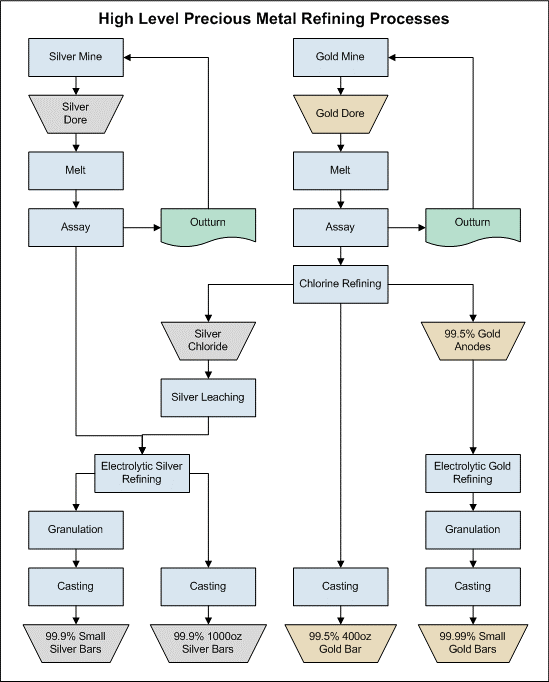 High Level Precious Metal Refining Processes
Silver Mine
Gold Mine
Silver
Dore
Gold Dore
Melt
Melt
Assay
Outturn
Assay
Outturn
Chlorine Refining
Silver
Chloride
99.5% Gold
Anodes
Silver Leaching
Electrolytic Silver
Refining
Electrolytic Gold
Refining
Granulation
Granulation
Casting
Casting
Casting
Casting
99.9% Small
Silver Bars
99.9% 1000oz
Silver Bars
99.5% 400oz
Gold Bar
99.99% Small
Gold Bars